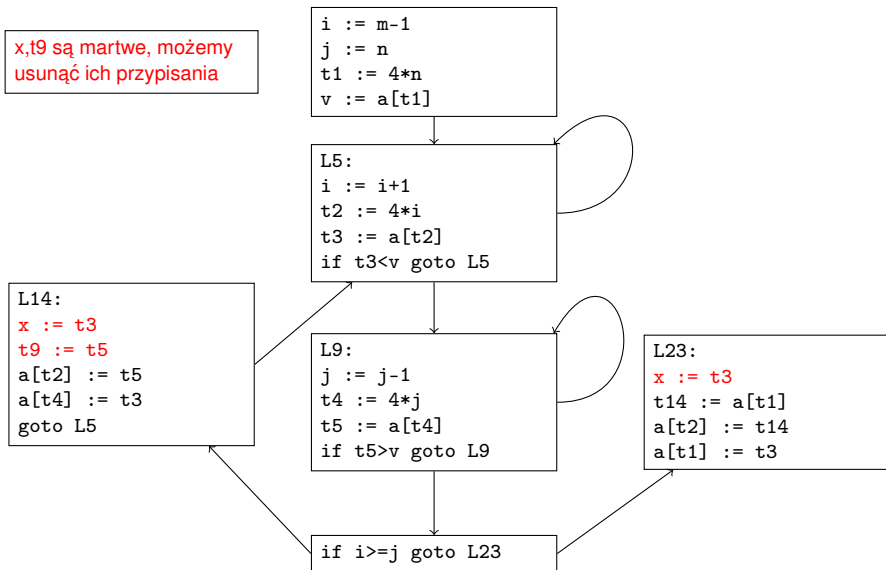 x,t9 są martwe, możemy
usunąć ich przypisania
i := m-1
j := n
t1 := 4*n
v := a[t1]
L5:
i := i+1
t2 := 4*i
t3 := a[t2]
if t3<v goto L5
L14:
x := t3
t9 := t5
a[t2] := t5
a[t4] := t3
goto L5
L9:
j := j-1
t4 := 4*j
t5 := a[t4]
if t5>v goto L9
L23:
x := t3
t14 := a[t1]
a[t2] := t14
a[t1] := t3
if i>=j goto L23